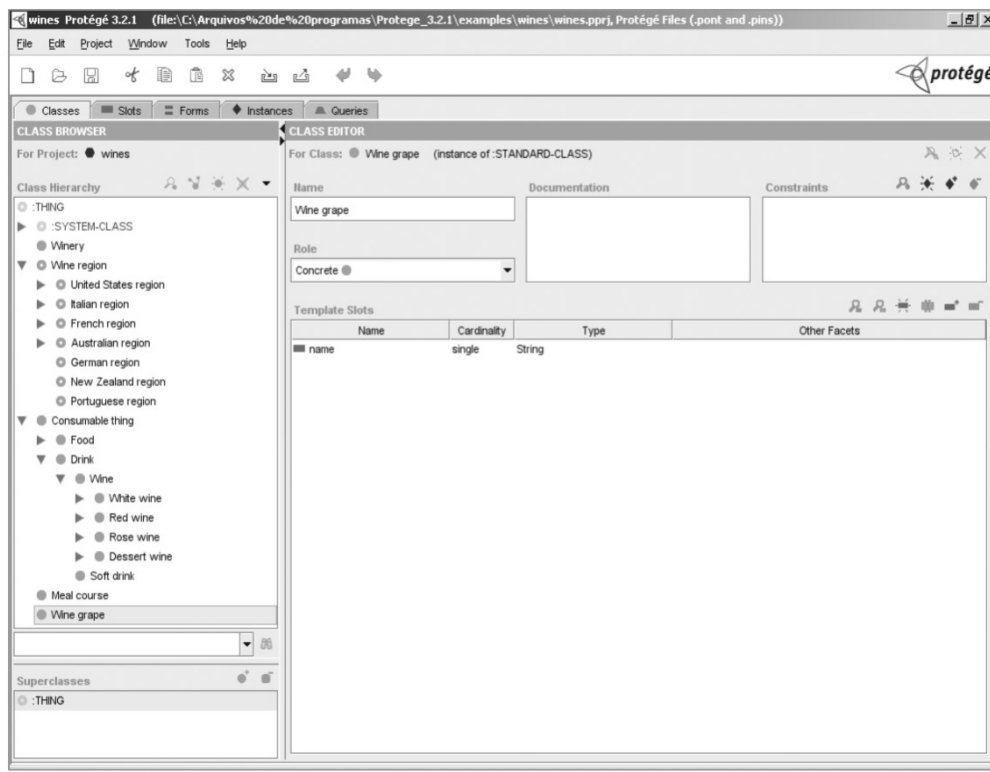 wines Protégé 3.2.1 (file:\C:\Arquivos%20de%20programas\Protege_3.2.1\examples\wines\wines.pprj, Protégé Files (.pont and .pins))
File Edit Project Window Tools Help
protégé
Classes Slots Forms Instances Queries
CLASS BROWSER
For Project: wines
Class Hierarchy
:THING
:SYSTEM-CLASS
Winery
Wine region
United States region
Italian region
French region
Australian region
German region
New Zealand region
Portuguese region
Consumable thing
Food
Drink
Wine
White wine
Red wine
Rose wine
Dessert wine
Soft drink
Meal course
Wine grape
Superclasses
:THING
CLASS EDITOR
For Class: Wine grape (instance of :STANDARD-CLASS)
Name Documentation Constraints
Wine grape
Role
Concrete
Template Slots
Name Cardinality Type Other Facets
name single String